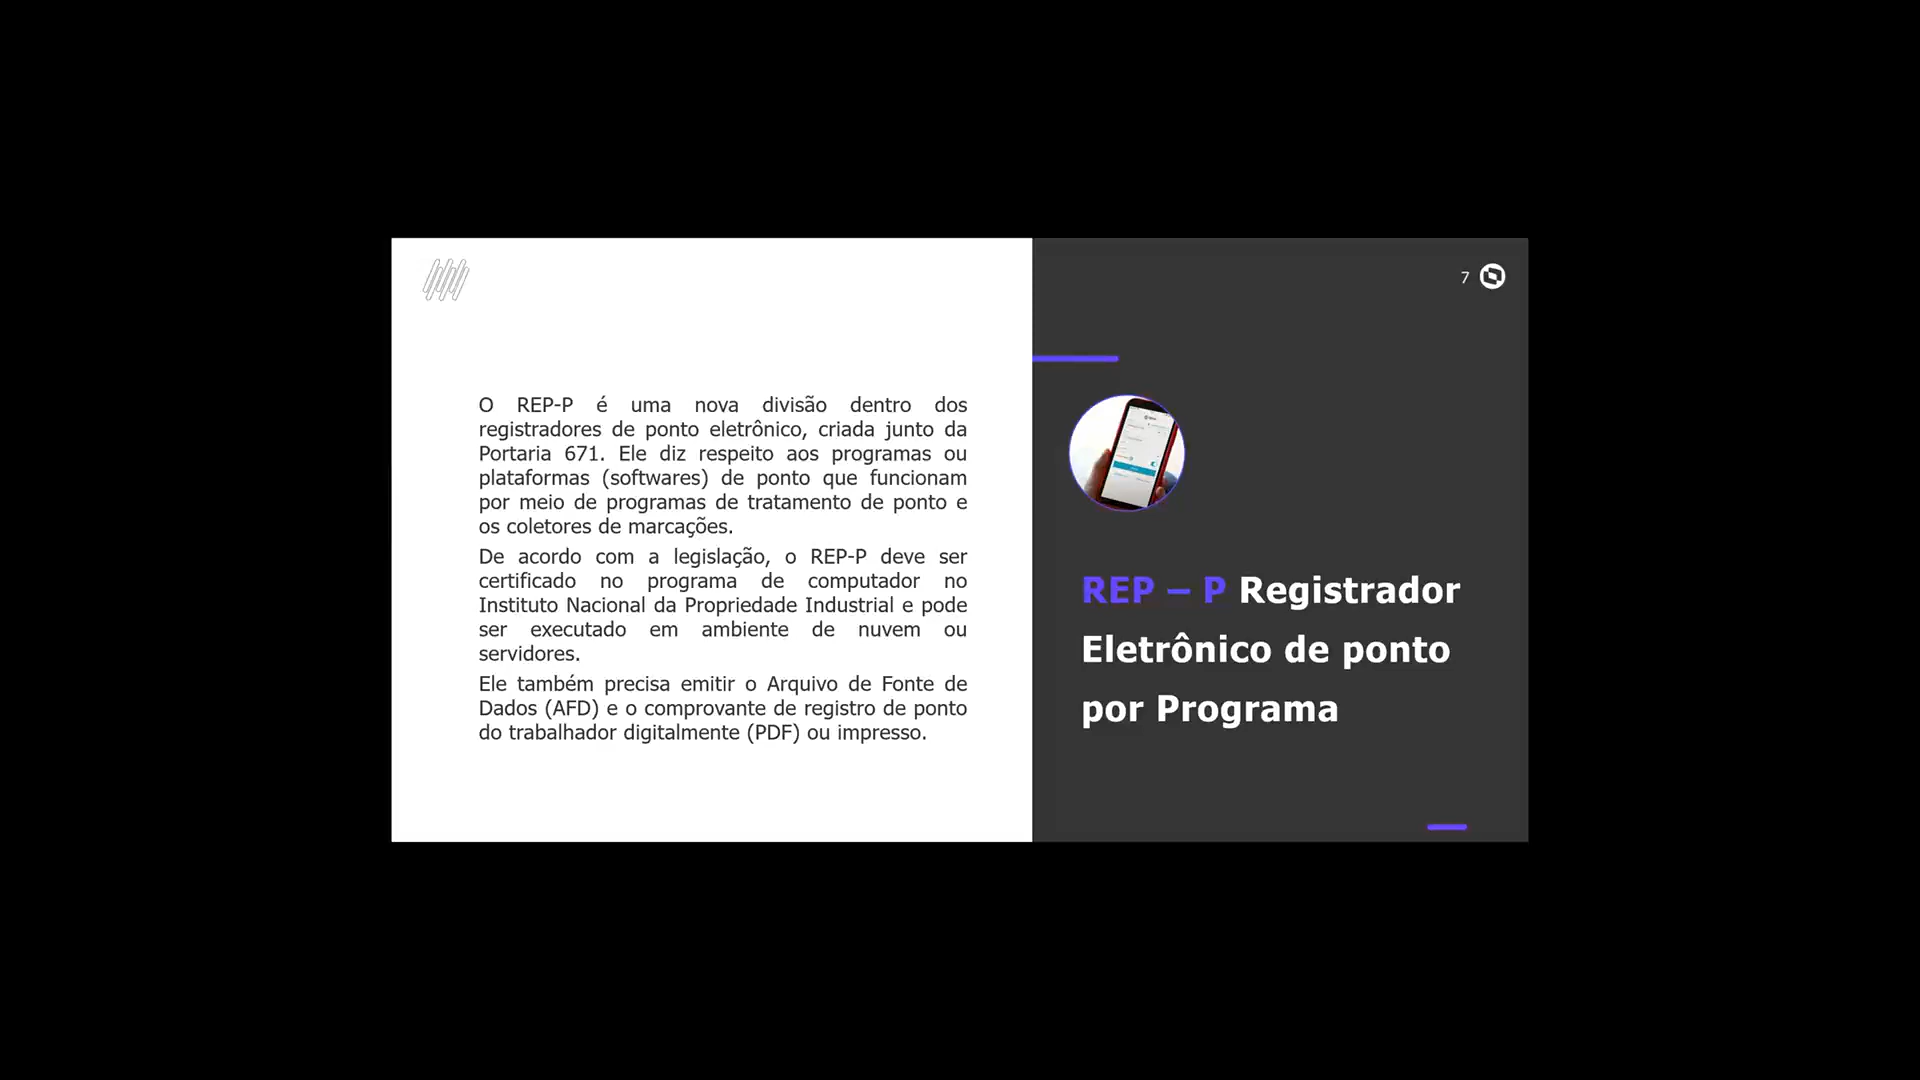 O REP-P é uma nova divisão dentro dos
registradores de ponto eletrônico, criada junto da
Portaria 671. Ele diz respeito aos programas ou
plataformas (softwares) de ponto que funcionam
por meio de programas de tratamento de ponto e
os coletores de marcações.
De acordo com a legislação, o REP-P deve ser
certificado no programa de computador no
Instituto Nacional da Propriedade Industrial e pode
ser executado em ambiente de nuvem ou
servidores.
Ele também precisa emitir o Arquivo de Fonte de
Dados (AFD) e o comprovante de registro de ponto
do trabalhador digitalmente (PDF) ou impresso.
7
REP – P Registrador
Eletrônico de ponto
por Programa